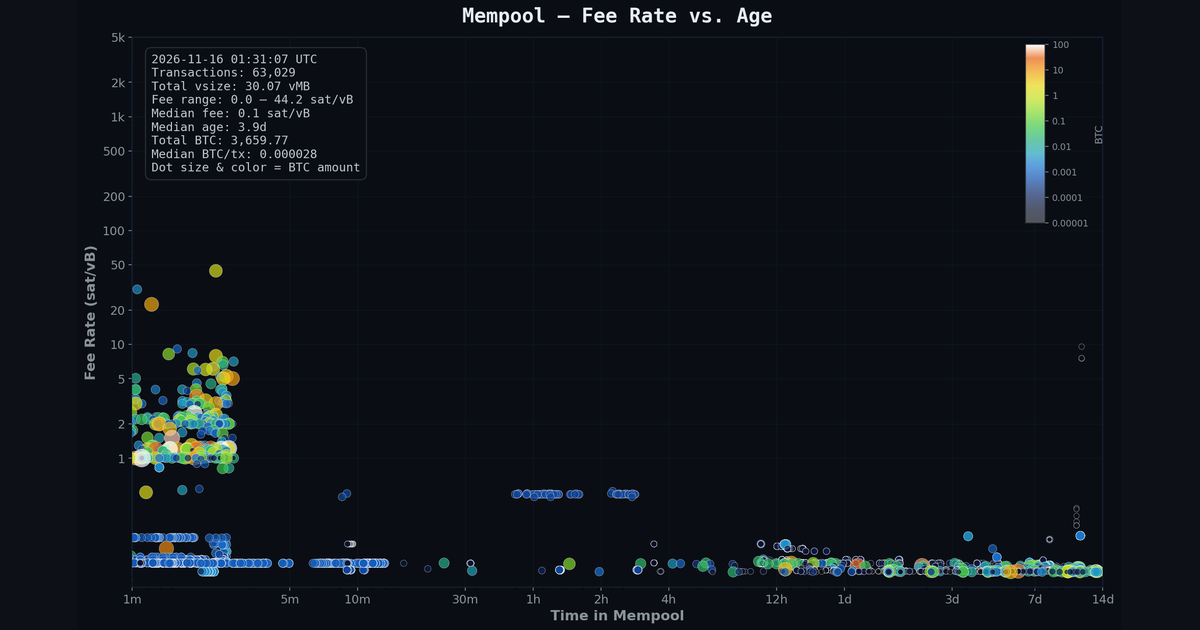 Mempool — Fee Rate vs. Age
2026-11-16 01:31:07 UTC
Transactions: 63,029
Total vsize: 30.07 vMB
Fee range: 0.0 — 44.2 sat/vB
Median fee: 0.1 sat/vB
Median age: 3.9d
Total BTC: 3,659.77
Median BTC/tx: 0.000028
Dot size & color = BTC amount
100
10
1
0.1
0.01
0.001
0.0001
0.00001
BTC
Fee Rate (sat/vB)
5k
2k
1k
500
200
100
50
20
10
5
2
1
1m
5m
10m
30m
1h
2h
4h
12h
1d
3d
7d
14d
Time in Mempool